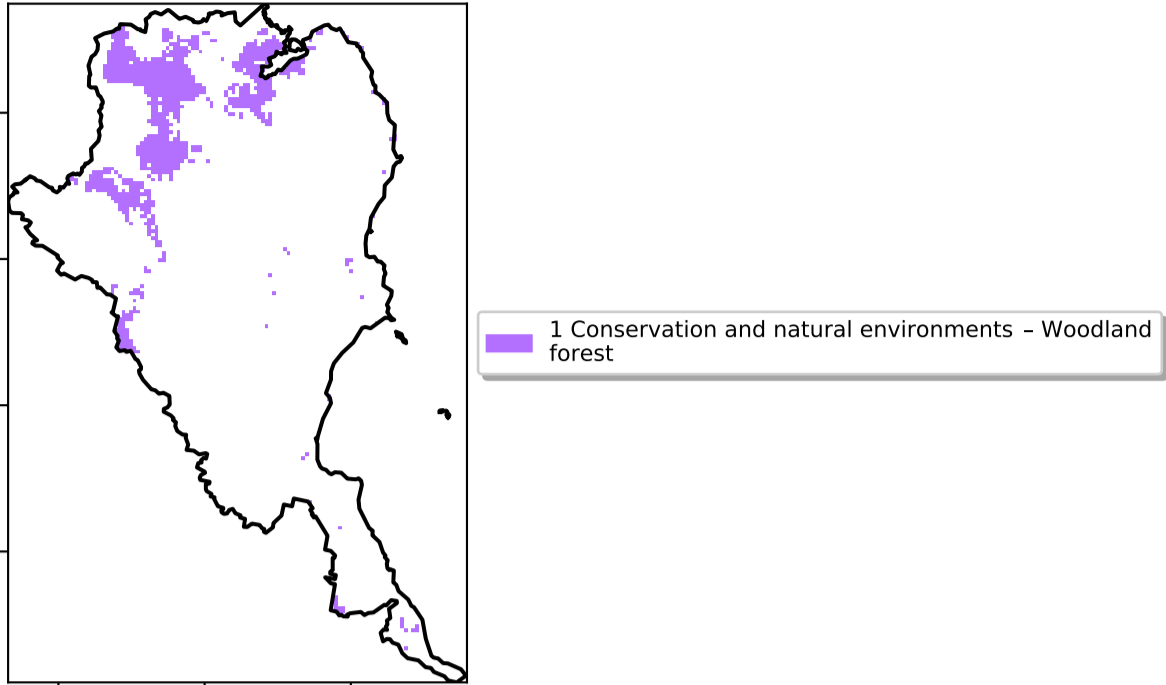 1 Conservation and natural environments – Woodland
forest